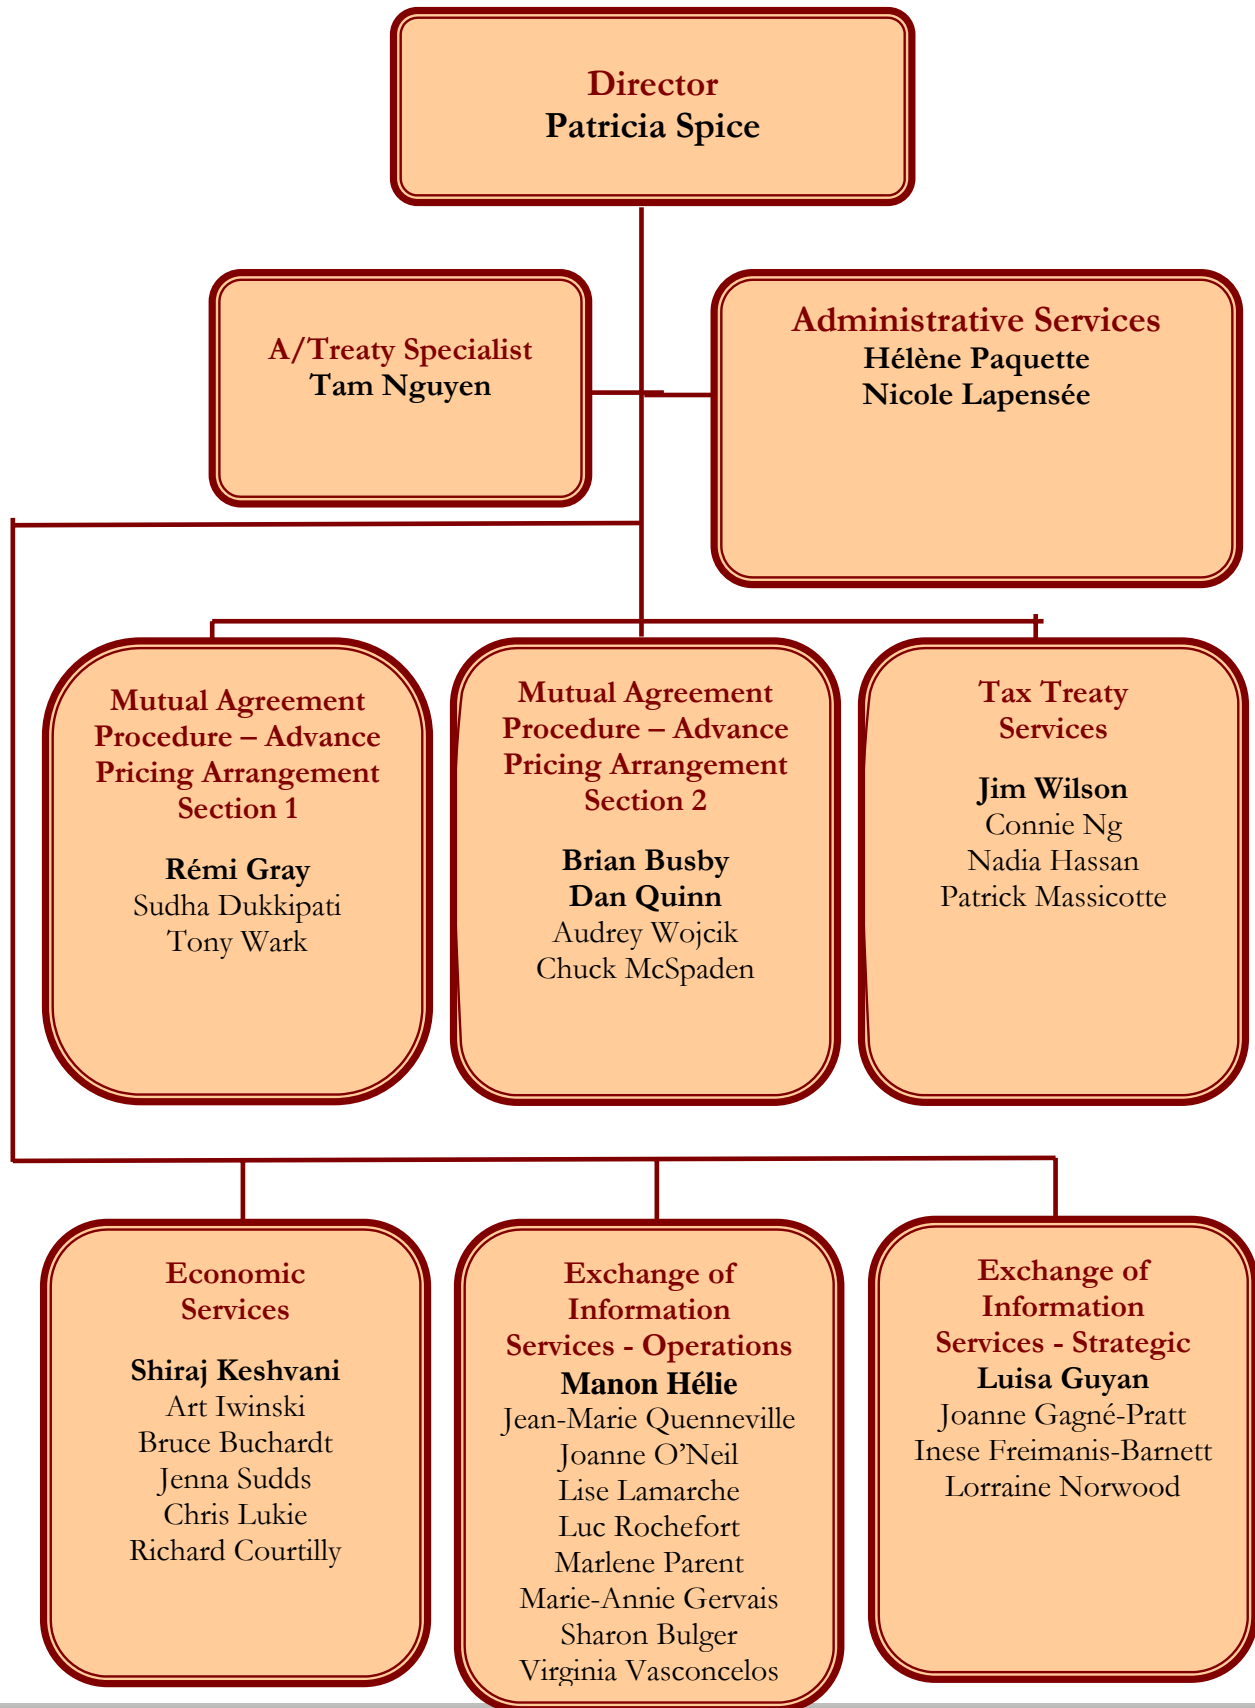 Director
Patricia Spice
A/Treaty Specialist
Tam Nguyen
Administrative Services
Hélène Paquette
Nicole Lapensée
Mutual Agreement
Procedure – Advance
Pricing Arrangement
Section 1
Rémi Gray
Sudha Dukkipati
Tony Wark
Mutual Agreement
Procedure – Advance
Pricing Arrangement
Section 2
Brian Busby
Dan Quinn
Audrey Wojcik
Chuck McSpaden
Tax Treaty
Services
Jim Wilson
Connie Ng
Nadia Hassan
Patrick Massicotte
Economic
Services
Shiraj Keshvani
Art Iwinski
Bruce Buchardt
Jenna Sudds
Chris Lukie
Richard Courtilly
Exchange of
Information
Services - Operations
Manon Hélie
Jean-Marie Quenneville
Joanne O’Neil
Lise Lamarche
Luc Rochefort
Marlene Parent
Marie-Annie Gervais
Sharon Bulger
Virginia Vasconcelos
Exchange of
Information
Services - Strategic
Luisa Guyan
Joanne Gagné-Pratt
Inese Freimanis-Barnett
Lorraine Norwood